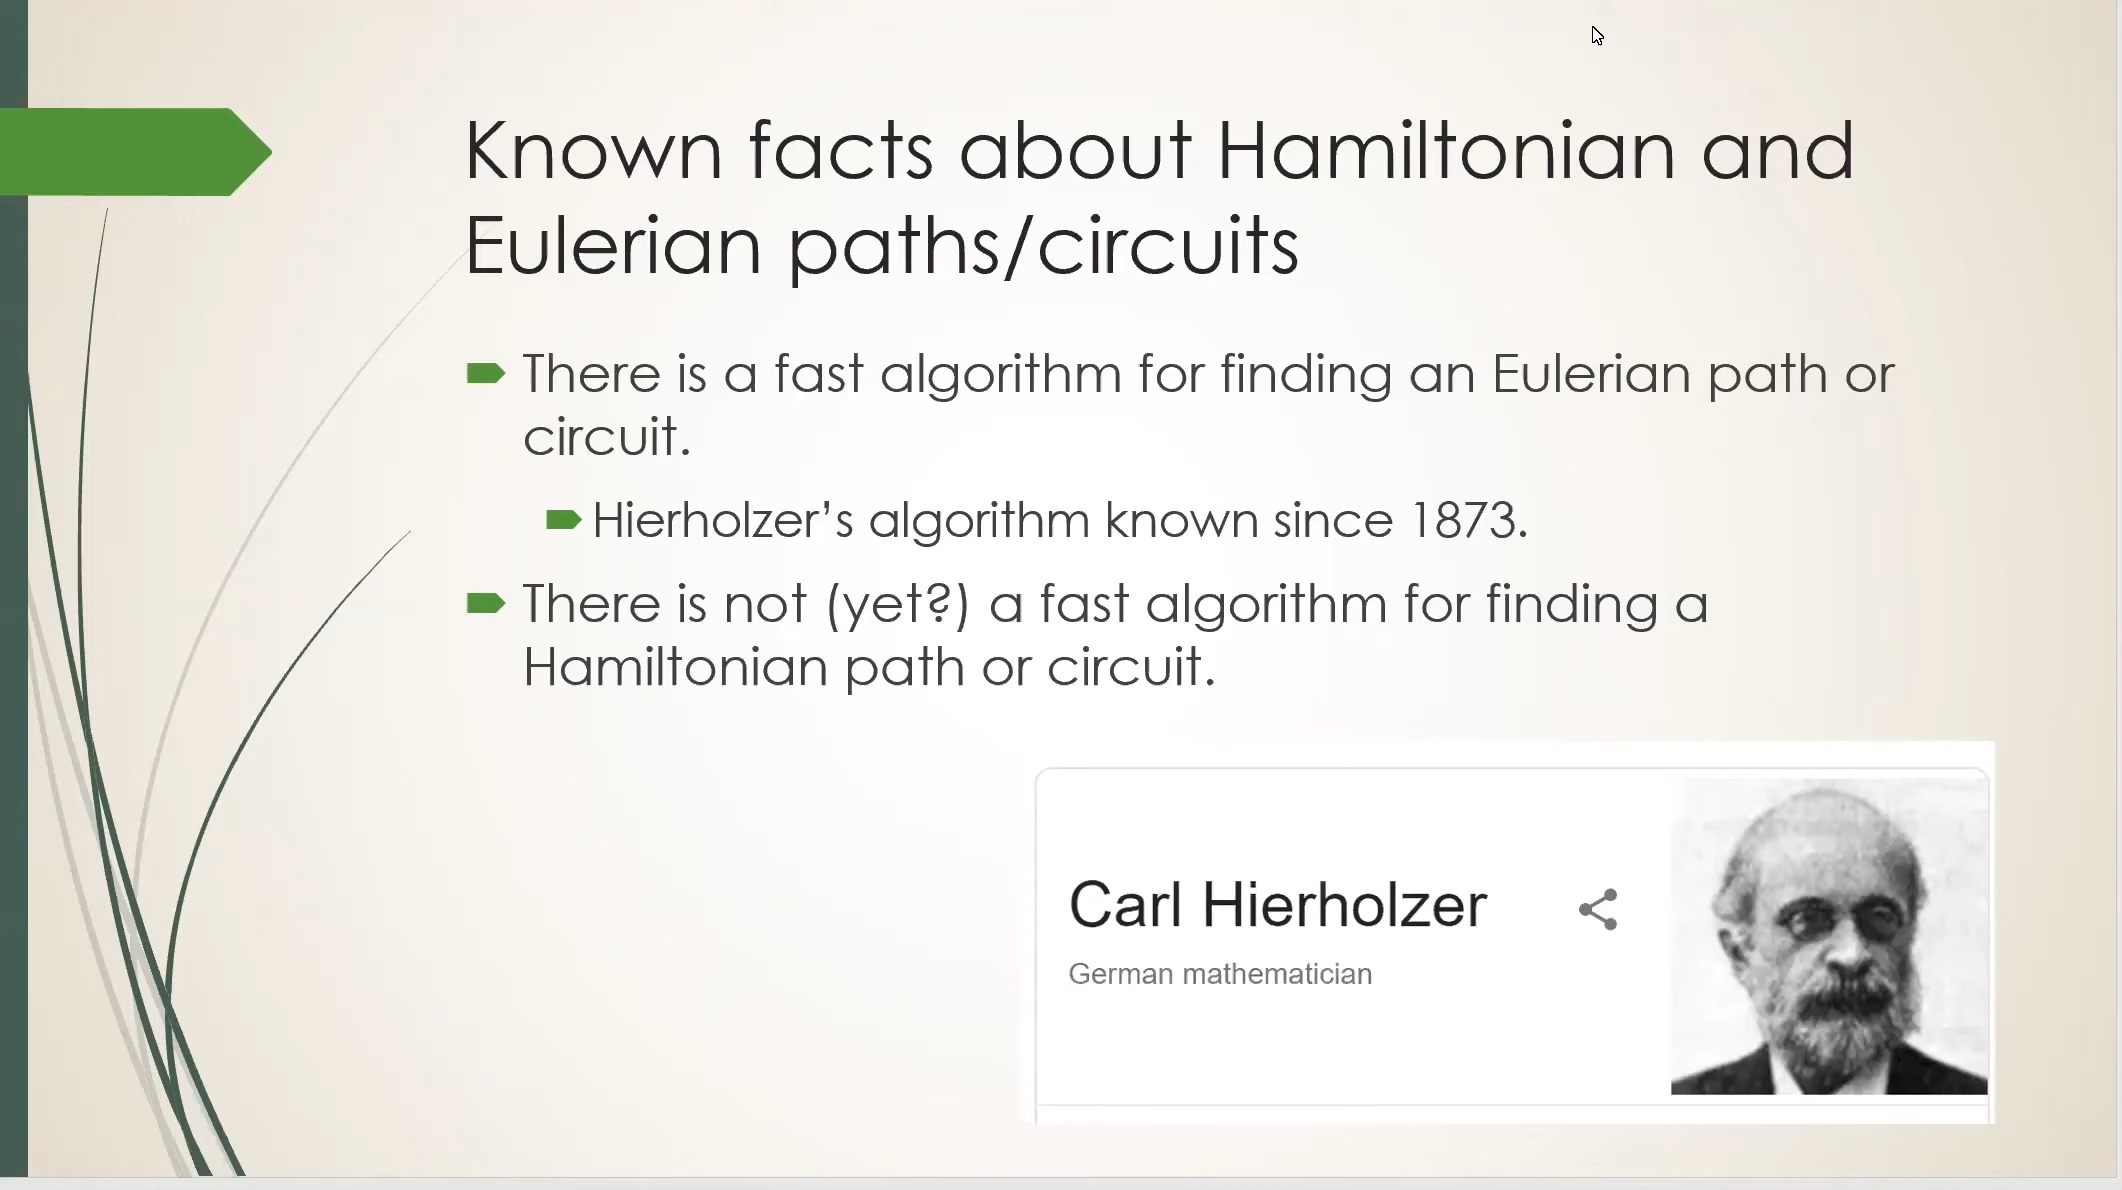 Known facts about Hamiltonian and
Eulerian paths/circuits
There is a fast algorithm for finding an Eulerian path or
circuit.
Hierholzer’s algorithm known since 1873.
There is not (yet?) a fast algorithm for finding a
Hamiltonian path or circuit.
Carl Hierholzer
German mathematician